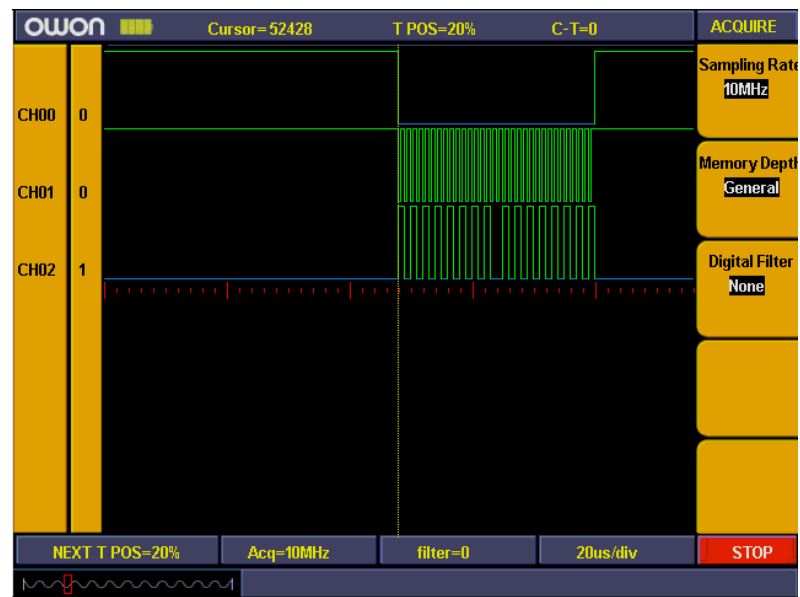 owon Cursor=52428 T POS=20% C-T=0 ACQUIRE
Sampling Rate
10MHz
CH00 0
Memory Depth
General
CH01 0
Digital Filter
None
CH02 1
NEXT T POS=20% Acq=10MHz filter=0 20us/div STOP